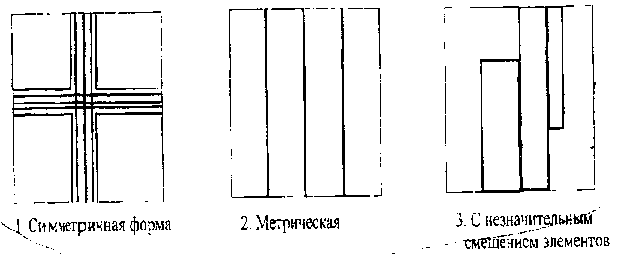 1. Симметричная форма
2. Метрическая
3. С незначительным
смещением элементов